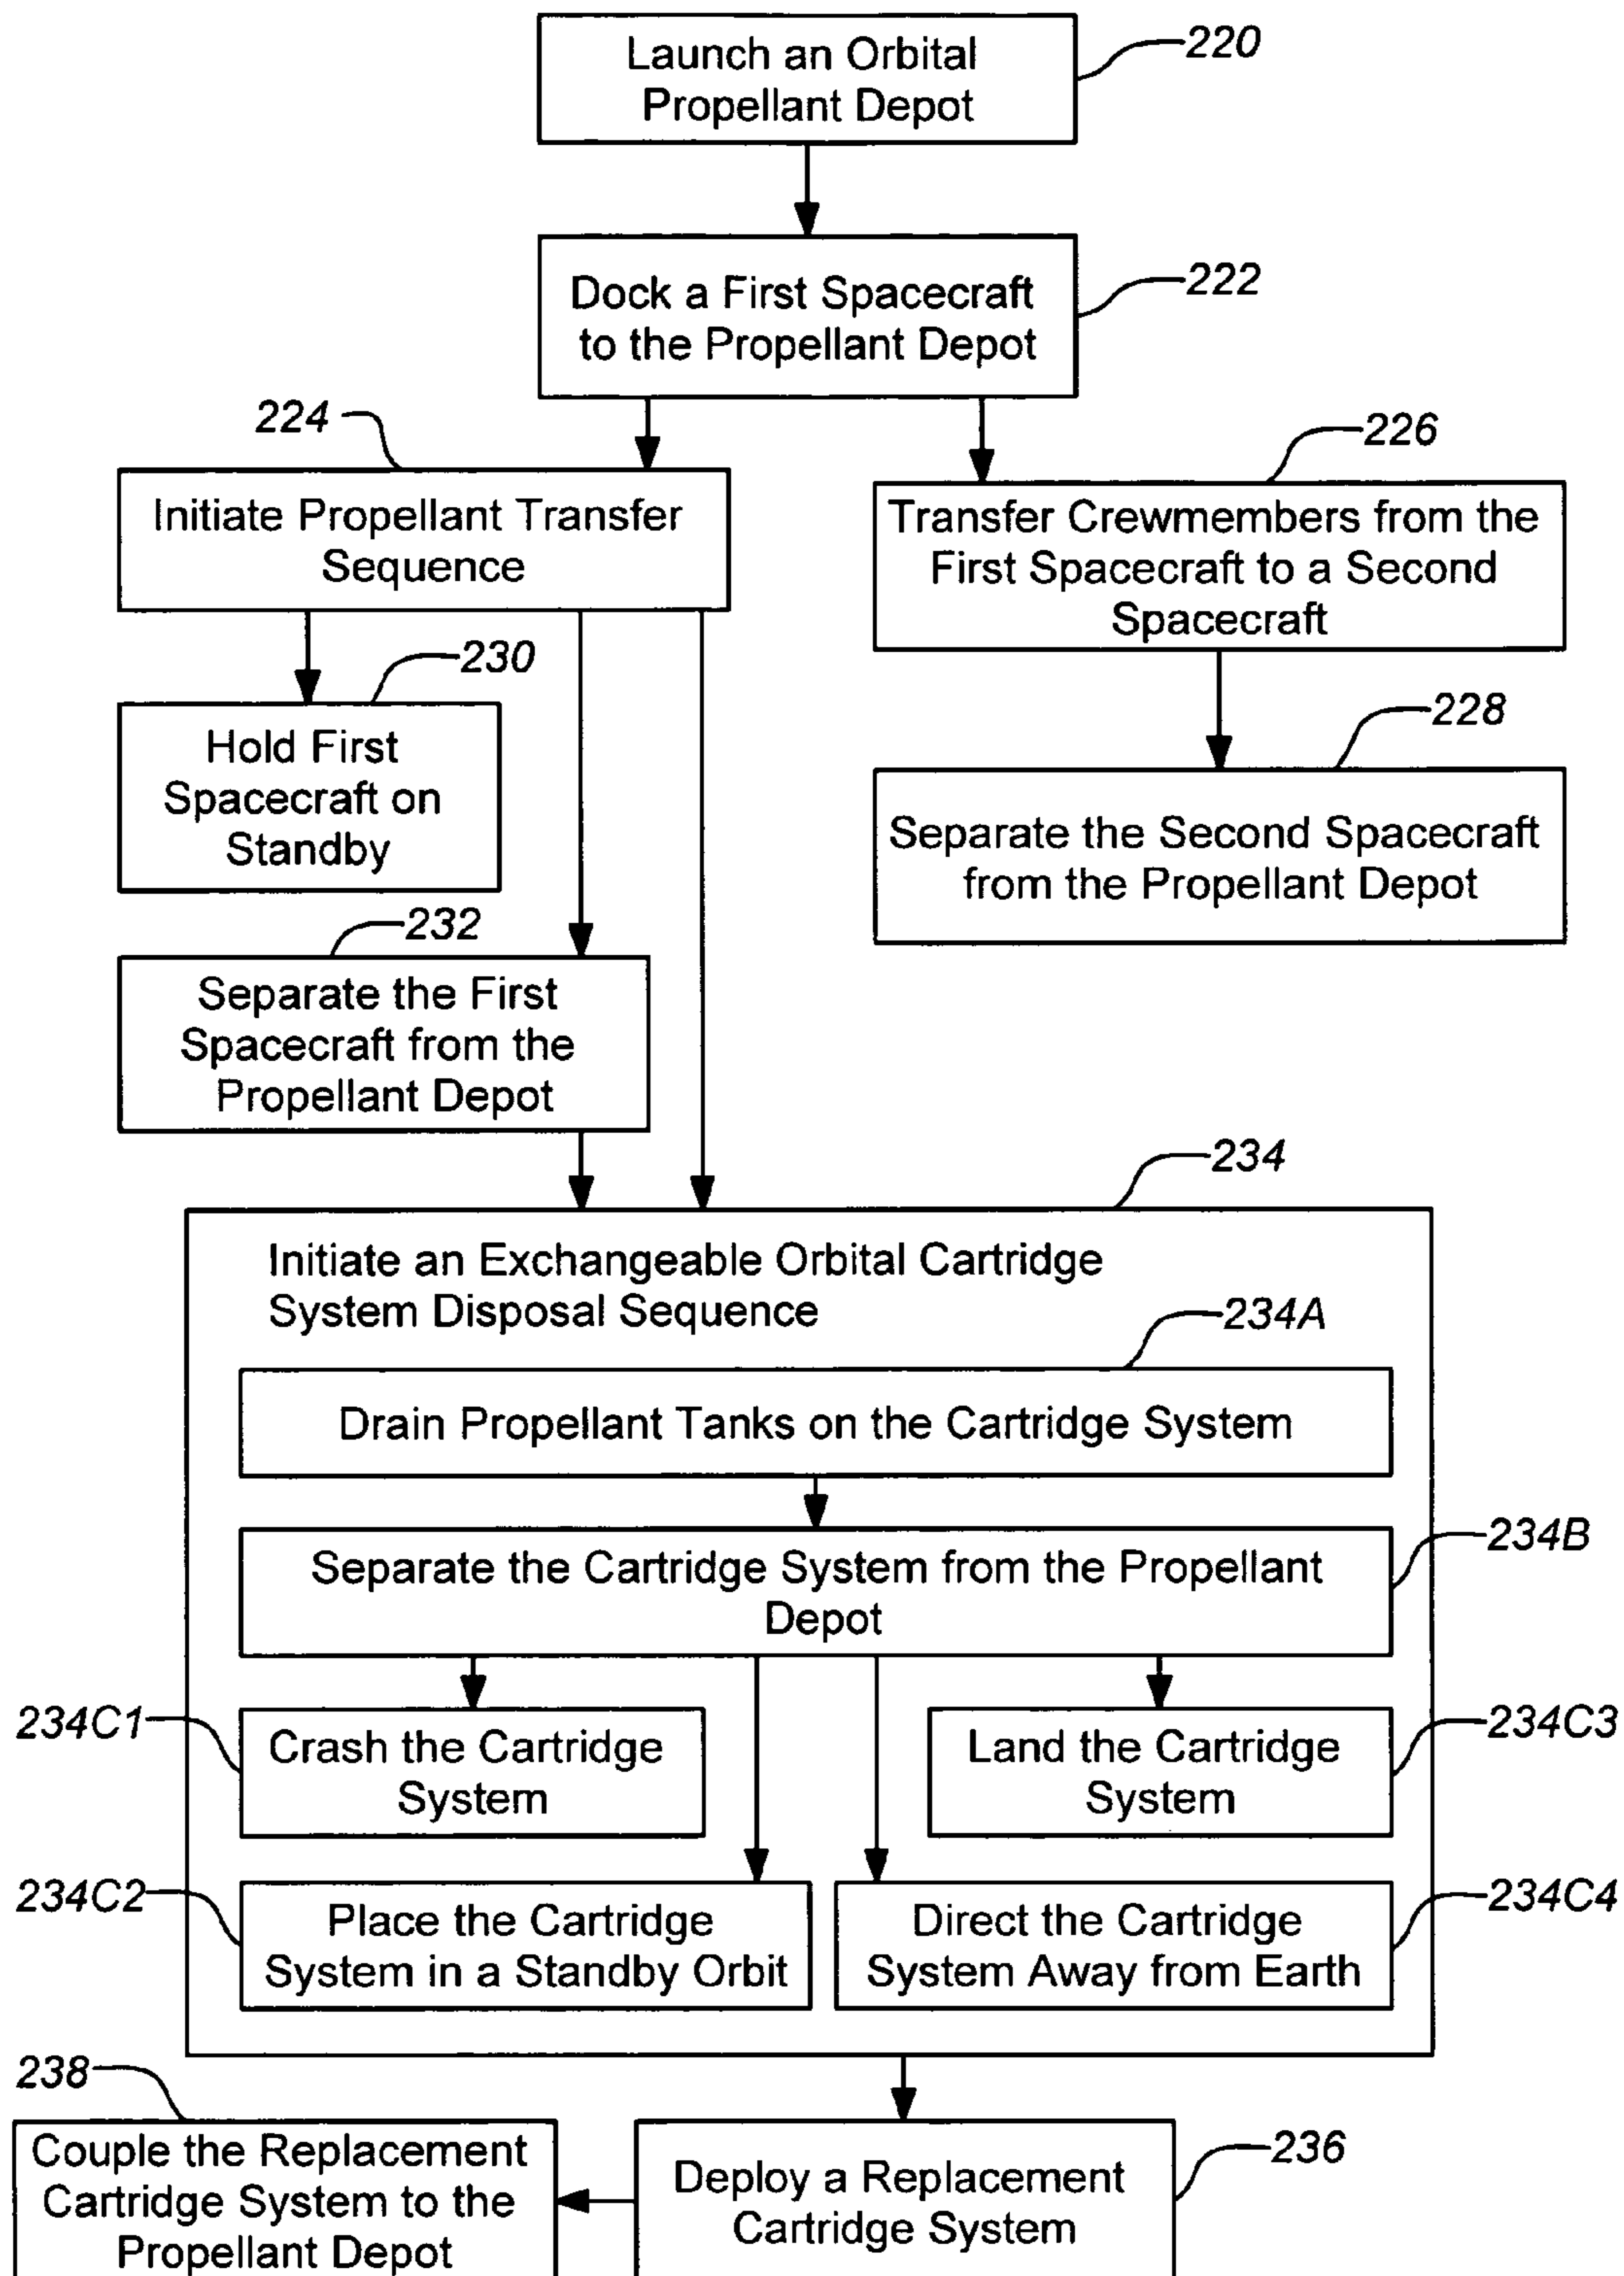 Launch an Orbital
Propellant Depot
220
Dock a First Spacecraft
to the Propellant Depot
222
224
Initiate Propellant Transfer
Sequence
226
Transfer Crewmembers from the
First Spacecraft to a Second
Spacecraft
230
Hold First
Spacecraft on
Standby
228
Separate the Second Spacecraft
from the Propellant Depot
232
Separate the First
Spacecraft from the
Propellant Depot
234
Initiate an Exchangeable Orbital Cartridge
System Disposal Sequence
234A
Drain Propellant Tanks on the Cartridge System
234B
Separate the Cartridge System from the Propellant
Depot
234C1
Crash the Cartridge
System
Land the Cartridge
System
234C3
234C2
Place the Cartridge
System in a Standby Orbit
Direct the Cartridge
System Away from Earth
234C4
238
Couple the Replacement
Cartridge System to the
Propellant Depot
Deploy a Replacement
Cartridge System
236